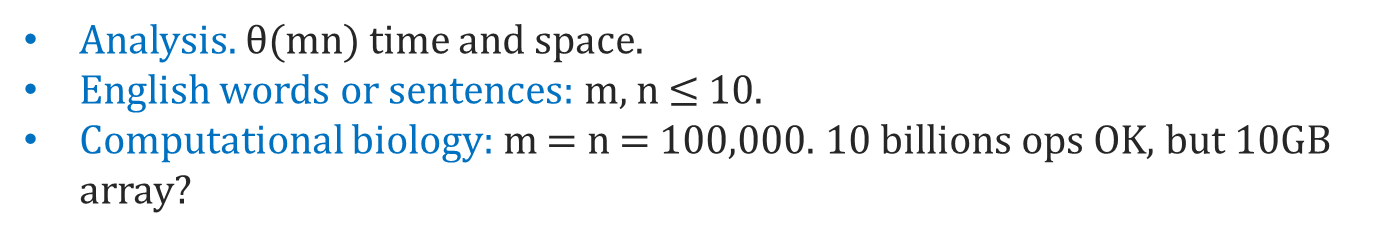 • Analysis. θ(mn) time and space.
• English words or sentences: m, n ≤ 10.
• Computational biology: m = n = 100,000. 10 billions ops OK, but 10GB
array?